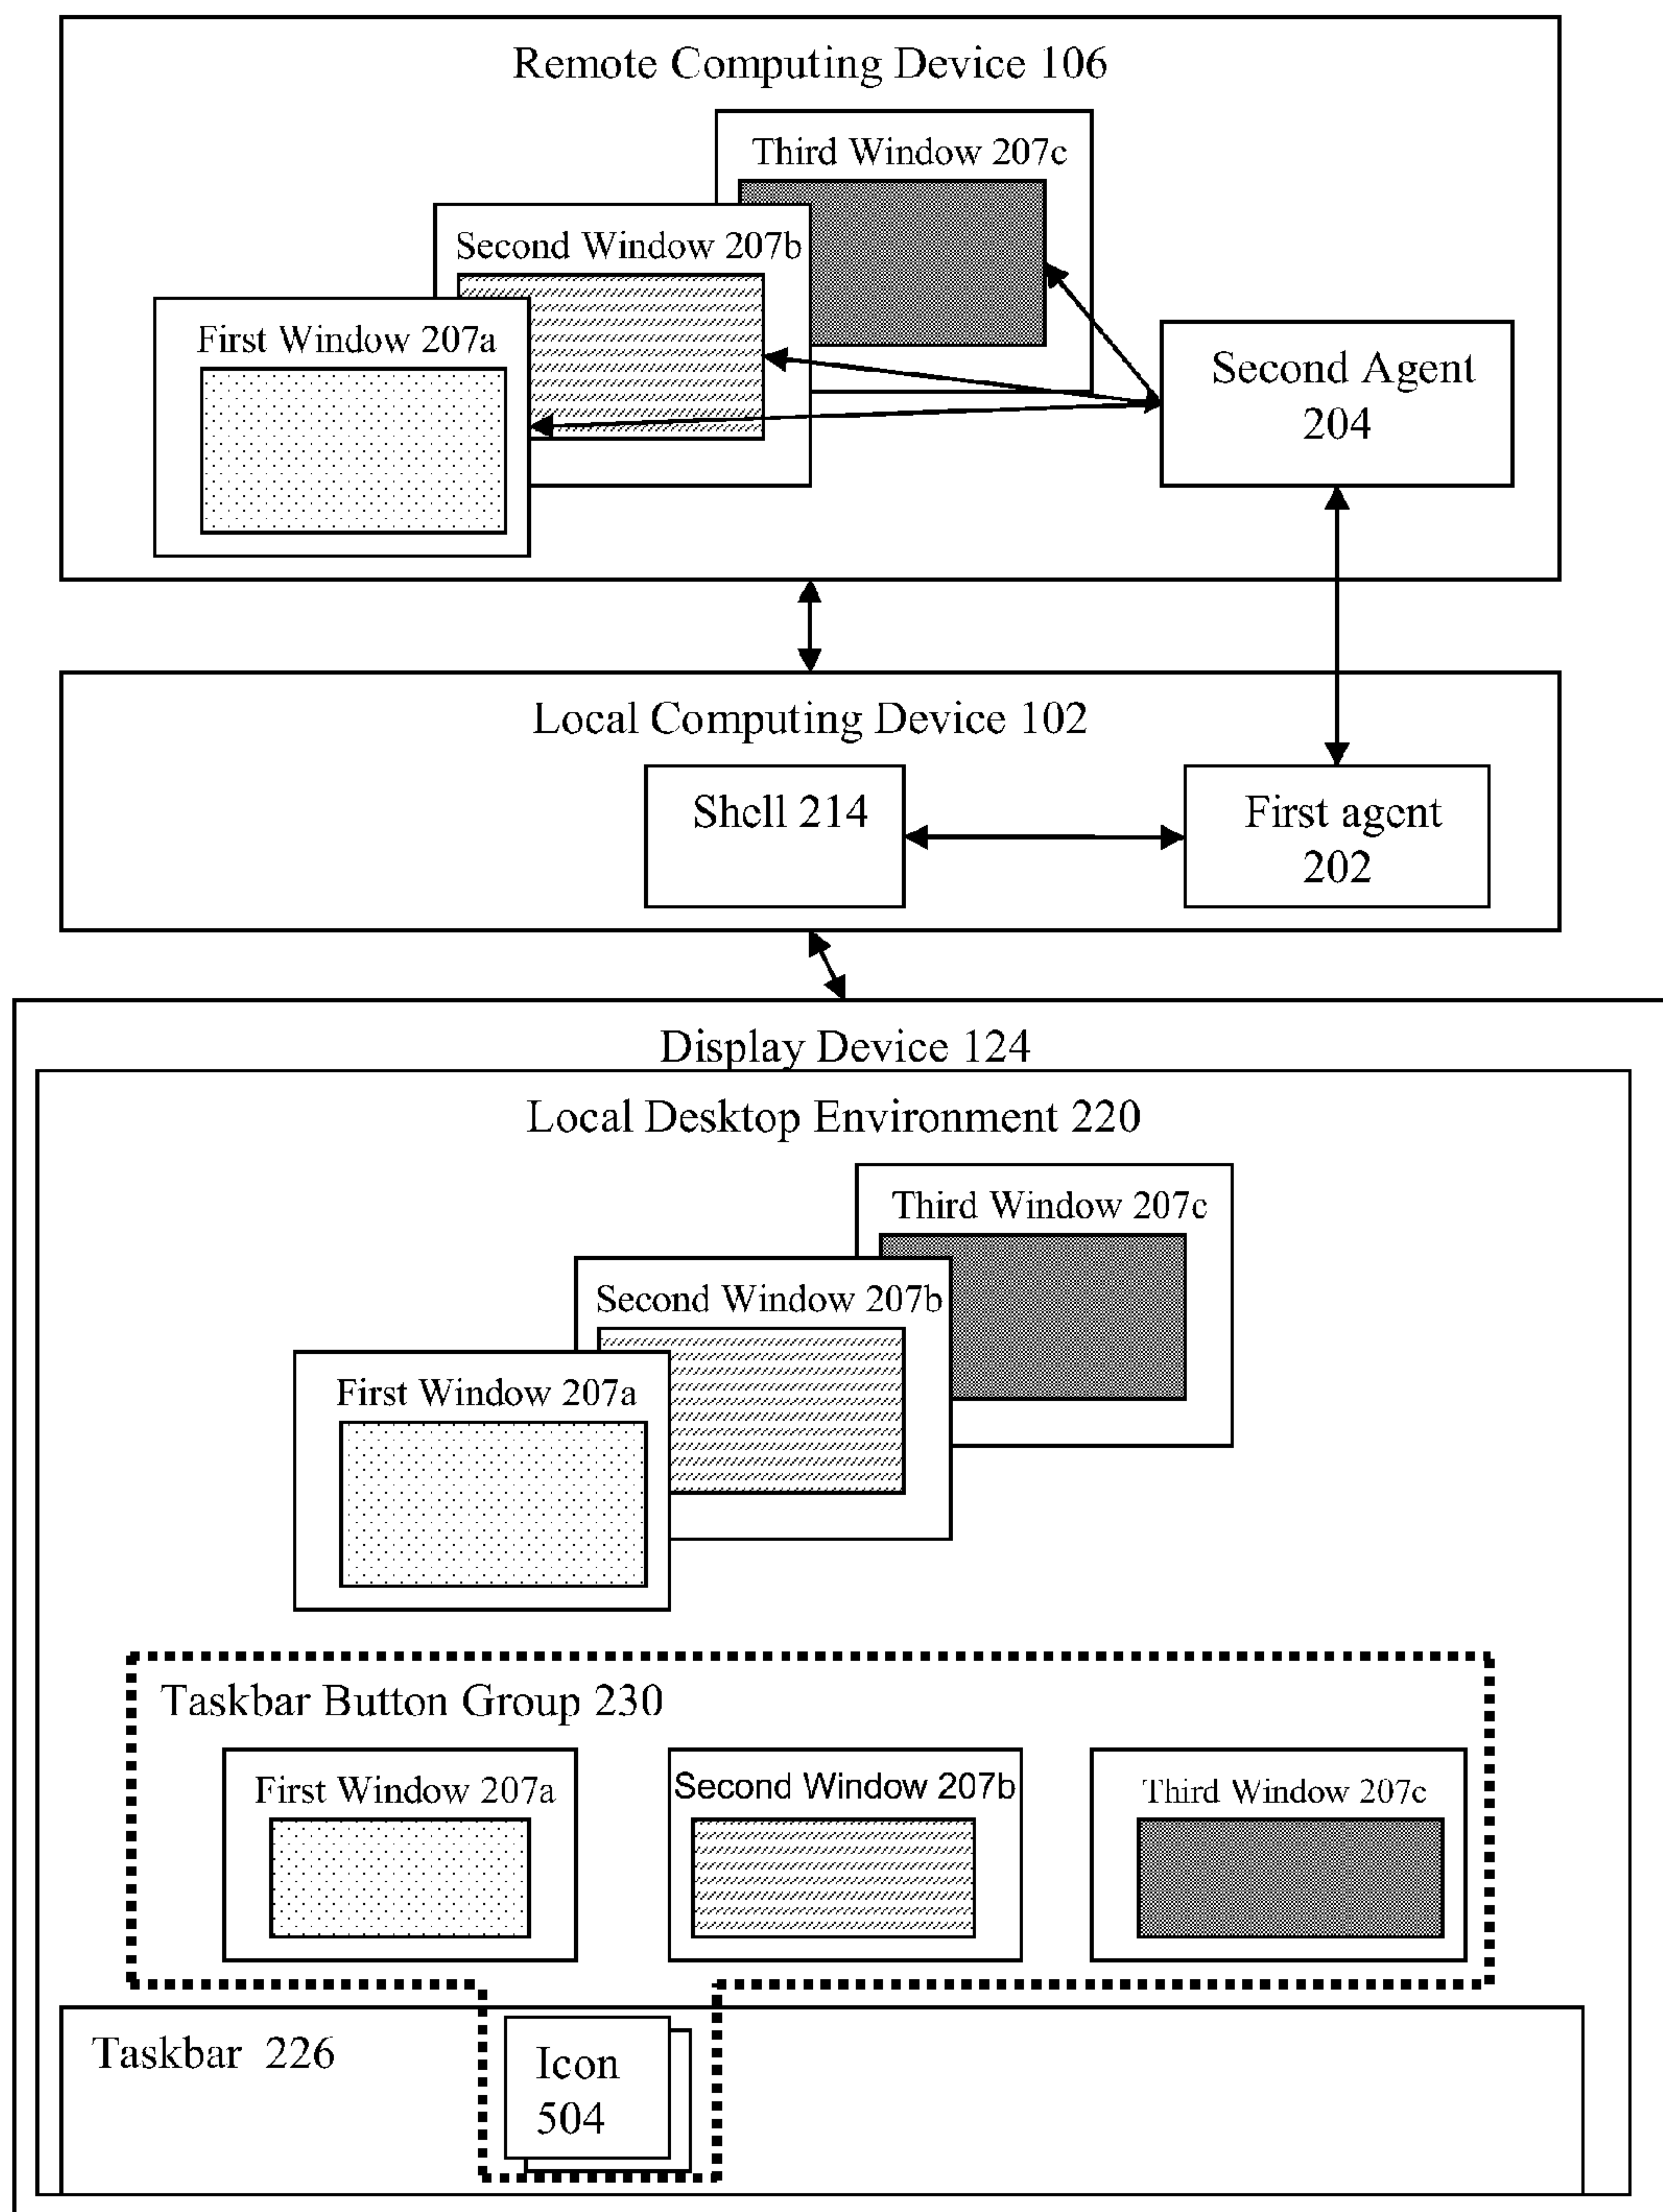 Remote Computing Device 106
Third Window 207c
Second Window 207b
First Window 207a
Second Agent
204
Local Computing Device 102
Shell 214
First agent
202
Display Device 124
Local Desktop Environment 220
Third Window 207c
Second Window 207b
First Window 207a
Taskbar Button Group 230
First Window 207a
Second Window 207b
Third Window 207c
Taskbar 226
Icon
504